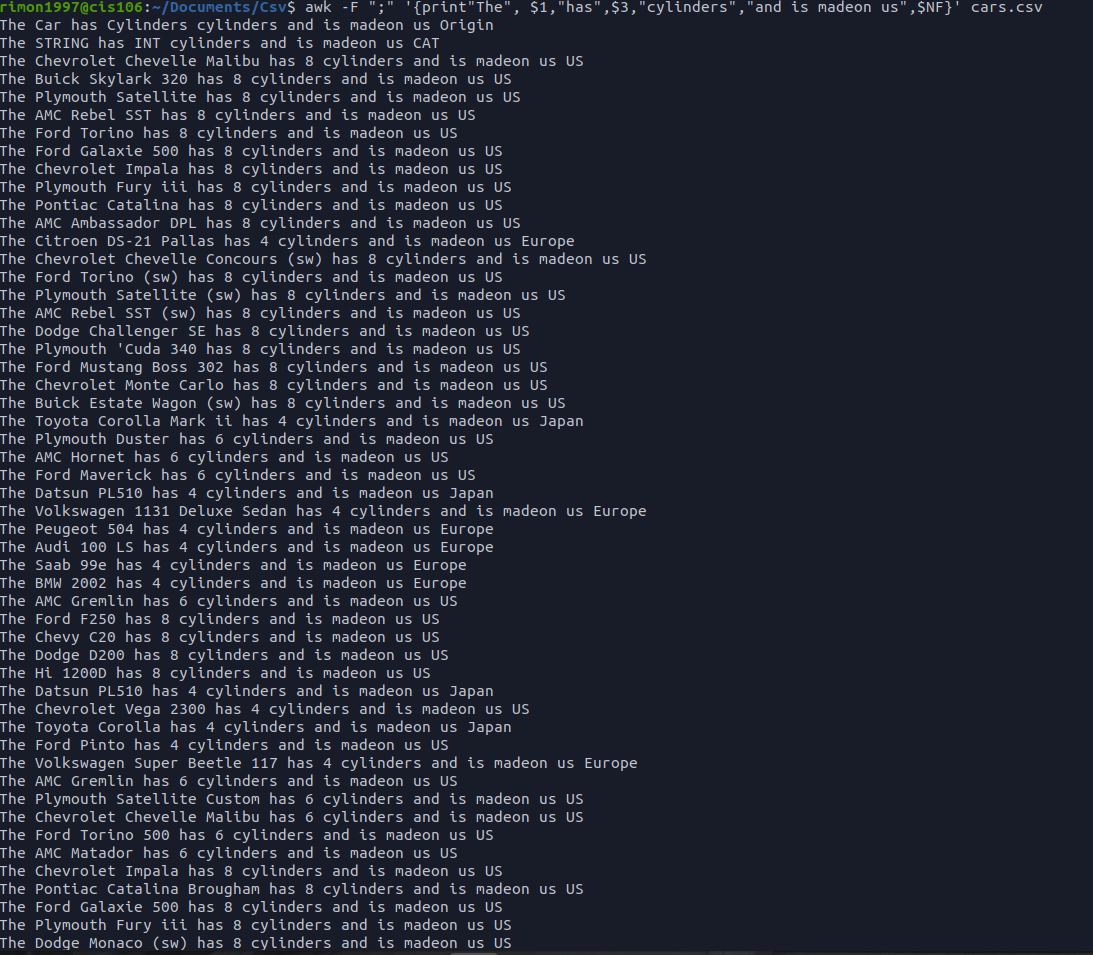 rimon1997@cis106:~/Documents/Csv$ awk -F ";" '{print"The", $1,"has",$3,"cylinders","and is madeon us",$NF}' cars.csv
The Car has Cylinders cylinders and is madeon us Origin
The STRING has INT cylinders and is madeon us CAT
The Chevrolet Chevelle Malibu has 8 cylinders and is madeon us US
The Buick Skylark 320 has 8 cylinders and is madeon us US
The Plymouth Satellite has 8 cylinders and is madeon us US
The AMC Rebel SST has 8 cylinders and is madeon us US
The Ford Torino has 8 cylinders and is madeon us US
The Ford Galaxie 500 has 8 cylinders and is madeon us US
The Chevrolet Impala has 8 cylinders and is madeon us US
The Plymouth Fury iii has 8 cylinders and is madeon us US
The Pontiac Catalina has 8 cylinders and is madeon us US
The AMC Ambassador DPL has 8 cylinders and is madeon us US
The Citroen DS-21 Pallas has 4 cylinders and is madeon us Europe
The Chevrolet Chevelle Concours (sw) has 8 cylinders and is madeon us US
The Ford Torino (sw) has 8 cylinders and is madeon us US
The Plymouth Satellite (sw) has 8 cylinders and is madeon us US
The AMC Rebel SST (sw) has 8 cylinders and is madeon us US
The Dodge Challenger SE has 8 cylinders and is madeon us US
The Plymouth 'Cuda 340 has 8 cylinders and is madeon us US
The Ford Mustang Boss 302 has 8 cylinders and is madeon us US
The Chevrolet Monte Carlo has 8 cylinders and is madeon us US
The Buick Estate Wagon (sw) has 8 cylinders and is madeon us US
The Toyota Corolla Mark ii has 4 cylinders and is madeon us Japan
The Plymouth Duster has 6 cylinders and is madeon us US
The AMC Hornet has 6 cylinders and is madeon us US
The Ford Maverick has 6 cylinders and is madeon us US
The Datsun PL510 has 4 cylinders and is madeon us Japan
The Volkswagen 1131 Deluxe Sedan has 4 cylinders and is madeon us Europe
The Peugeot 504 has 4 cylinders and is madeon us Europe
The Audi 100 LS has 4 cylinders and is madeon us Europe
The Saab 99e has 4 cylinders and is madeon us Europe
The BMW 2002 has 4 cylinders and is madeon us Europe
The AMC Gremlin has 6 cylinders and is madeon us US
The Ford F250 has 8 cylinders and is madeon us US
The Chevy C20 has 8 cylinders and is madeon us US
The Dodge D200 has 8 cylinders and is madeon us US
The Hi 1200D has 8 cylinders and is madeon us US
The Datsun PL510 has 4 cylinders and is madeon us Japan
The Chevrolet Vega 2300 has 4 cylinders and is madeon us US
The Toyota Corolla has 4 cylinders and is madeon us Japan
The Ford Pinto has 4 cylinders and is madeon us US
The Volkswagen Super Beetle 117 has 4 cylinders and is madeon us Europe
The AMC Gremlin has 6 cylinders and is madeon us US
The Plymouth Satellite Custom has 6 cylinders and is madeon us US
The Chevrolet Chevelle Malibu has 6 cylinders and is madeon us US
The Ford Torino 500 has 6 cylinders and is madeon us US
The AMC Matador has 6 cylinders and is madeon us US
The Chevrolet Impala has 8 cylinders and is madeon us US
The Pontiac Catalina Brougham has 8 cylinders and is madeon us US
The Ford Galaxie 500 has 8 cylinders and is madeon us US
The Plymouth Fury iii has 8 cylinders and is madeon us US
The Dodge Monaco (sw) has 8 cylinders and is madeon us US